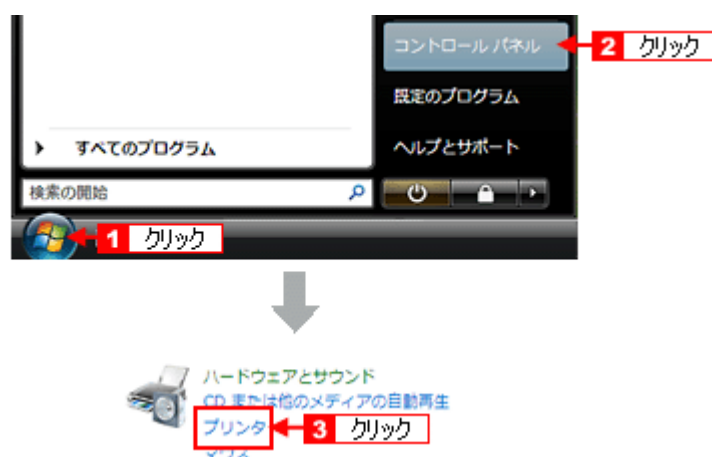 コントロール パネル
2 クリック
既定のプログラム
すべてのプログラム
ヘルプとサポート
検索の開始
1 クリック
ハードウェアとサウンド
CD または他のメディアの自動再生
プリンタ
3 クリック
マウス